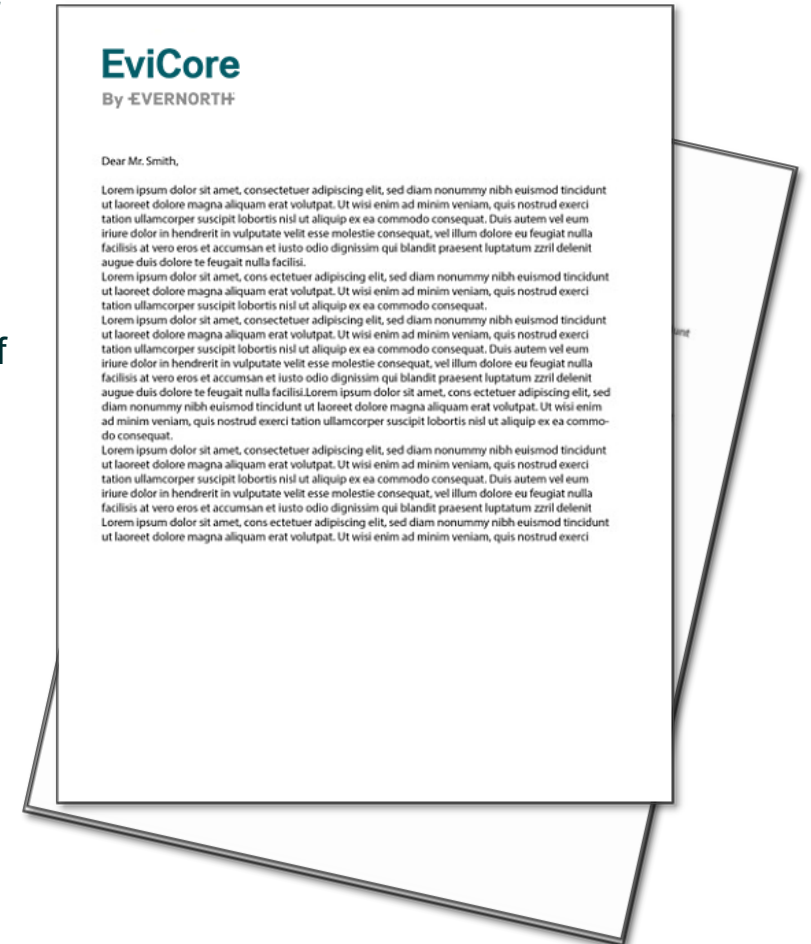 f
EviCore
By EVERNORTH
Dear Mr. Smith,
Lorem ipsum dolor sit amet, consectetuer adipiscing elit, sed diam nonummy nibh euismod tincidunt
ut laoreet dolore magna aliquam erat volutpat. Ut wisi enim ad minim veniam, quis nostrud exerci
tation ullamcorper suscipit lobortis nisl ut aliquip ex ea commodo consequat. Duis autem vel eum
iriure dolor in hendrerit in vulputate velit esse molestie consequat, vel illum dolore eu feugiat nulla
facilisis at vero eros et accumsan et iusto odio dignissim qui blandit praesent luptatum zzril delenit
augue duis dolore te feugait nulla facilisi.
Lorem ipsum dolor sit amet, cons ectetuer adipiscing elit, sed diam nonummy nibh euismod tincidunt
ut laoreet dolore magna aliquam erat volutpat. Ut wisi enim ad minim veniam, quis nostrud exerci
tation ullamcorper suscipit lobortis nisl ut aliquip ex ea commodo consequat.
Lorem ipsum dolor sit amet, consectetuer adipiscing elit, sed diam nonummy nibh euismod tincidunt
ut laoreet dolore magna aliquam erat volutpat. Ut wisi enim ad minim veniam, quis nostrud exerci
tation ullamcorper suscipit lobortis nisl ut aliquip ex ea commodo consequat. Duis autem vel eum
iriure dolor in hendrerit in vulputate velit esse molestie consequat, vel illum dolore eu feugiat nulla
facilisis at vero eros et accumsan et iusto odio dignissim qui blandit praesent luptatum zzril delenit
augue duis dolore te feugait nulla facilisi.Lorem ipsum dolor sit amet, cons ectetuer adipiscing elit, sed
diam nonummy nibh euismod tincidunt ut laoreet dolore magna aliquam erat volutpat. Ut wisi enim
ad minim veniam, quis nostrud exerci tation ullamcorper suscipit lobortis nisl ut aliquip ex ea commo-
do consequat.
Lorem ipsum dolor sit amet, consectetuer adipiscing elit, sed diam nonummy nibh euismod tincidunt
ut laoreet dolore magna aliquam erat volutpat. Ut wisi enim ad minim veniam, quis nostrud exerci
tation ullamcorper suscipit lobortis nisl ut aliquip ex ea commodo consequat. Duis autem vel eum
iriure dolor in hendrerit in vulputate velit esse molestie consequat, vel illum dolore eu feugiat nulla
facilisis at vero eros et accumsan et iusto odio dignissim qui blandit praesent luptatum zzril delenit
Lorem ipsum dolor sit amet, cons ectetuer adipiscing elit, sed diam nonummy nibh euismod tincidunt
ut laoreet dolore magna aliquam erat volutpat. Ut wisi enim ad minim veniam, quis nostrud exerci